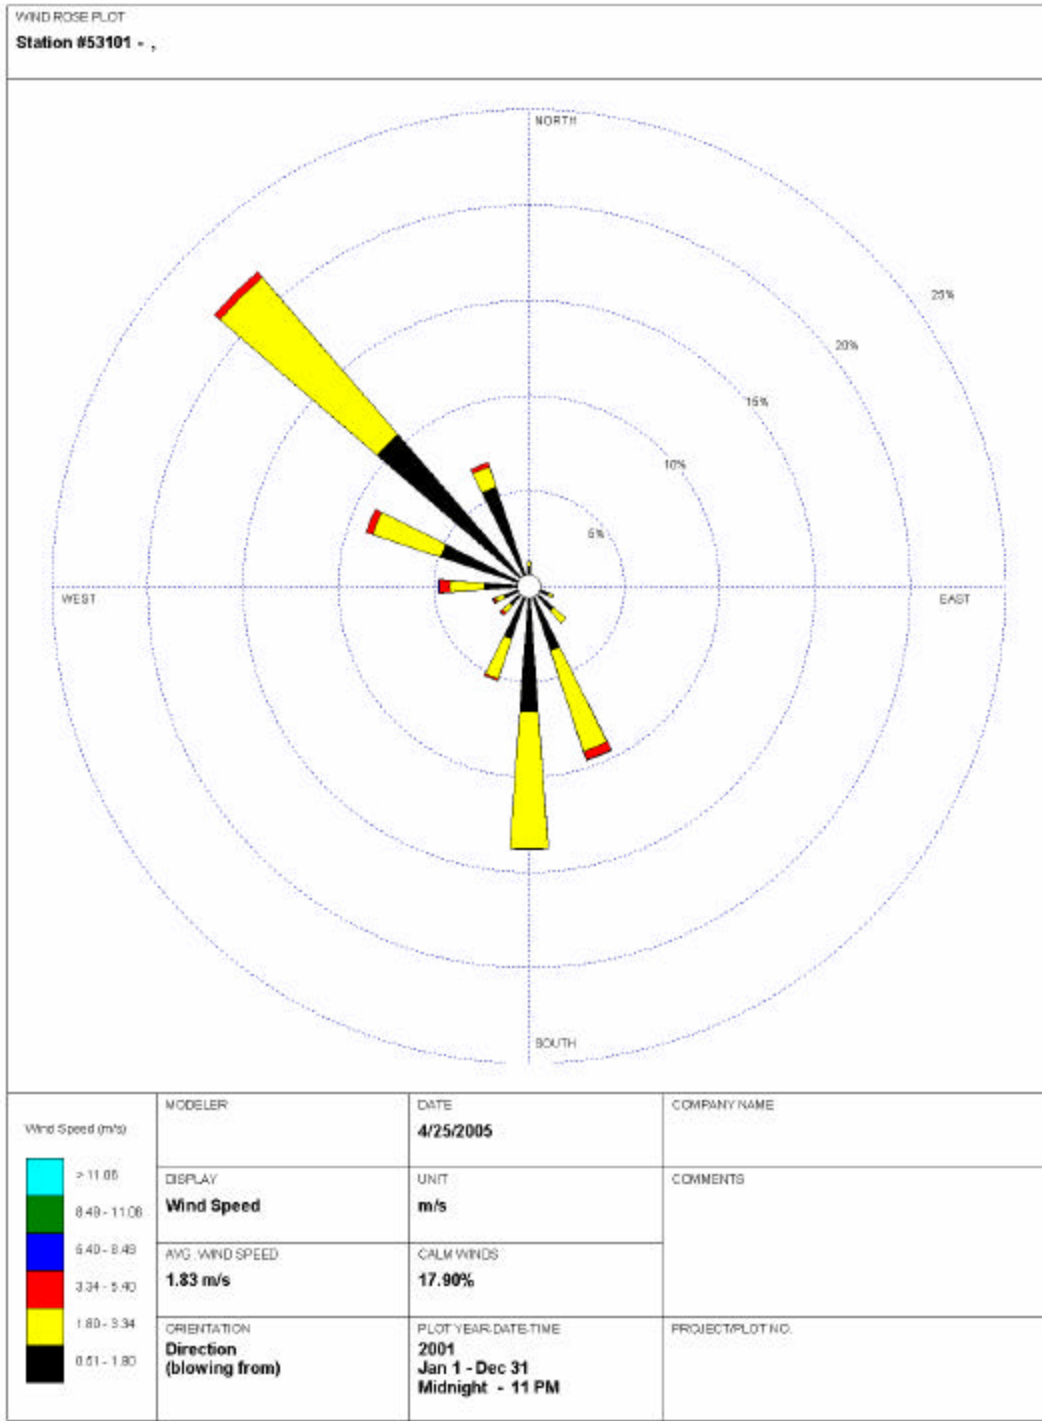 WIND ROSE PLOT
Station #53101 - ,
NORTH
25%
20%
15%
10%
5%
WEST
EAST
SOUTH
Wind Speed (m/s)
> 11.06
8.49 - 11.06
5.40 - 8.49
3.34 - 5.40
1.80 - 3.34
0.51 - 1.80
MODELER
DATE
4/25/2005
COMPANY NAME
DISPLAY
Wind Speed
UNIT
m/s
COMMENTS
AVG. WIND SPEED
1.83 m/s
CALM WINDS
17.90%
ORIENTATION
Direction
(blowing from)
PLOT YEAR-DATE-TIME
2001
Jan 1 - Dec 31
Midnight - 11 PM
PROJECT/PLOT NO.